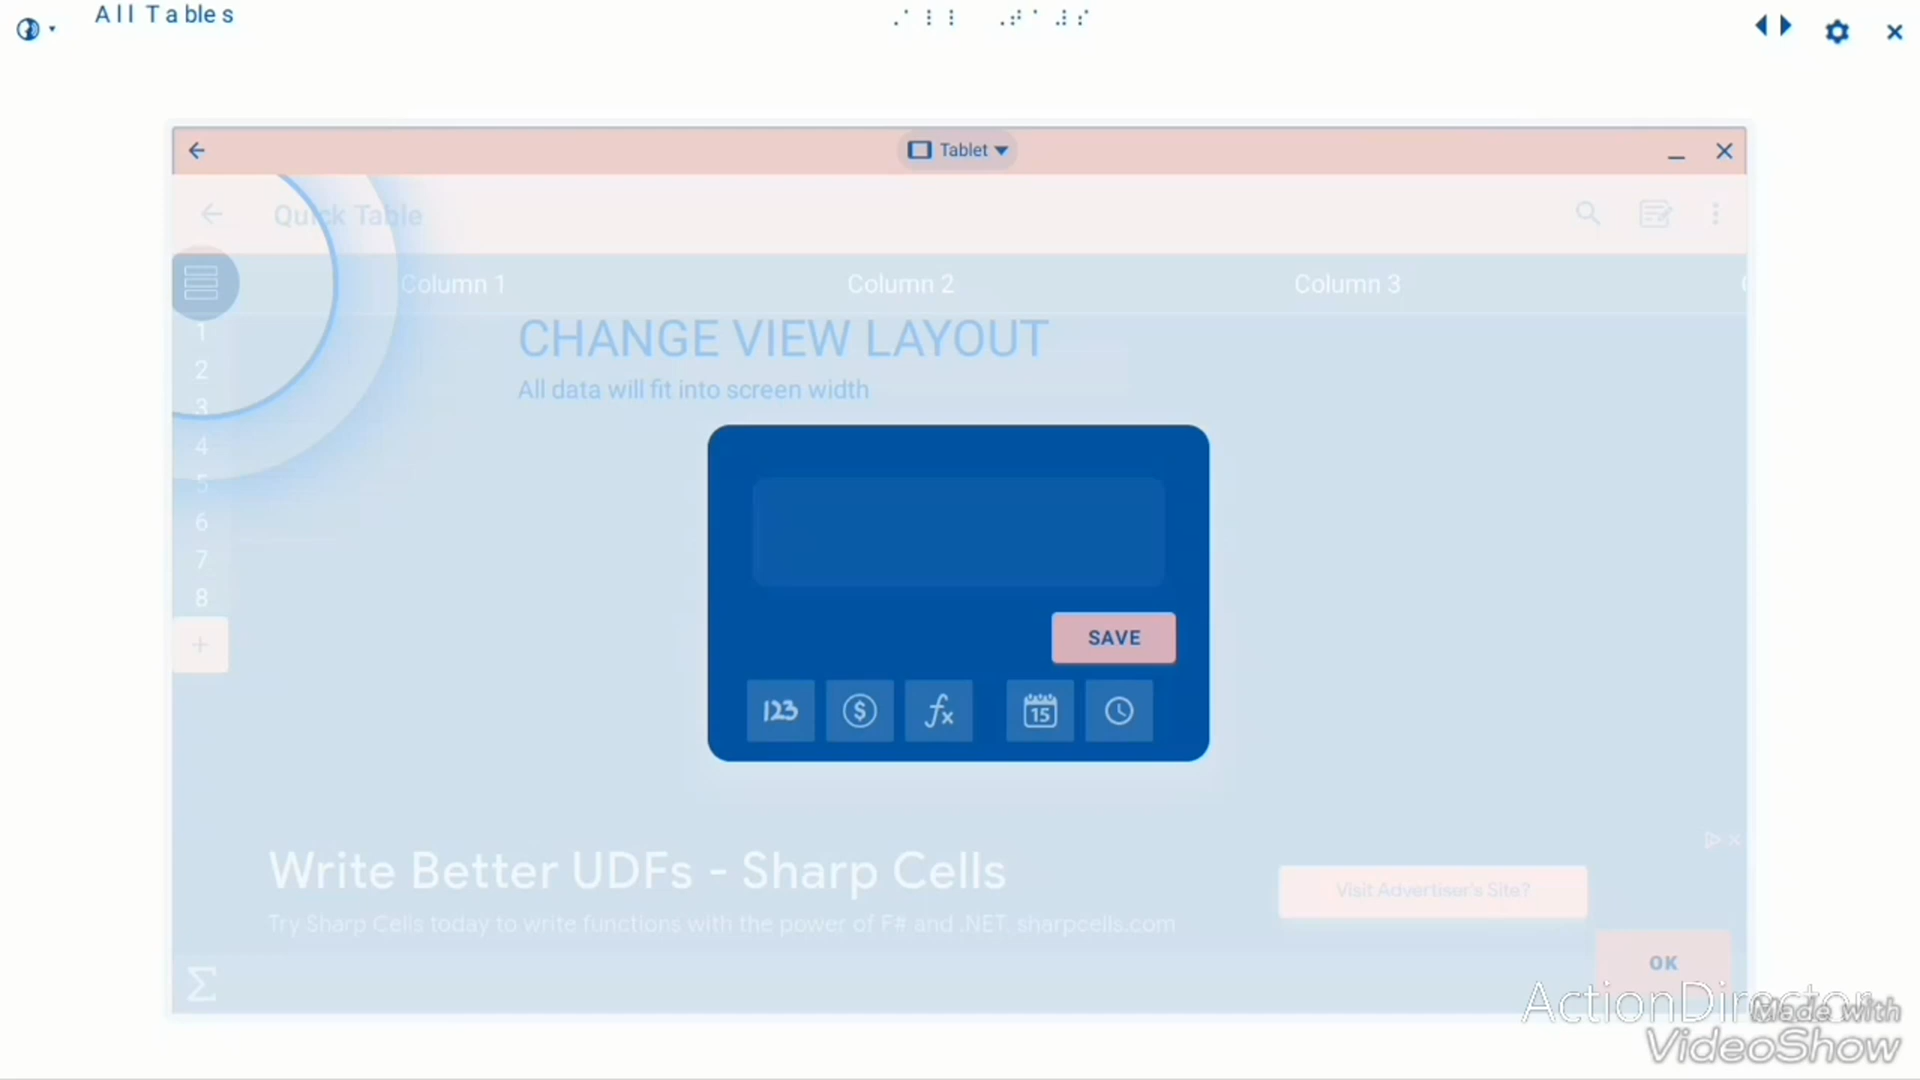 All Tables
⠠⠁⠇⠇ ⠠⠞⠁⠼⠎
Tablet
Quick Table
Column 1
Column 2
Column 3
1
CHANGE VIEW LAYOUT
2
All data will fit into screen width
3
4
5
6
7
8
+
SAVE
123
$
fx
15
Write Better UDFs - Sharp Cells
Visit Advertiser's Site?
Try Sharp Cells today to write functions with the power of F# and .NET. sharpcells.com
OK
Σ
ActionDirector
Made with
VideoShow